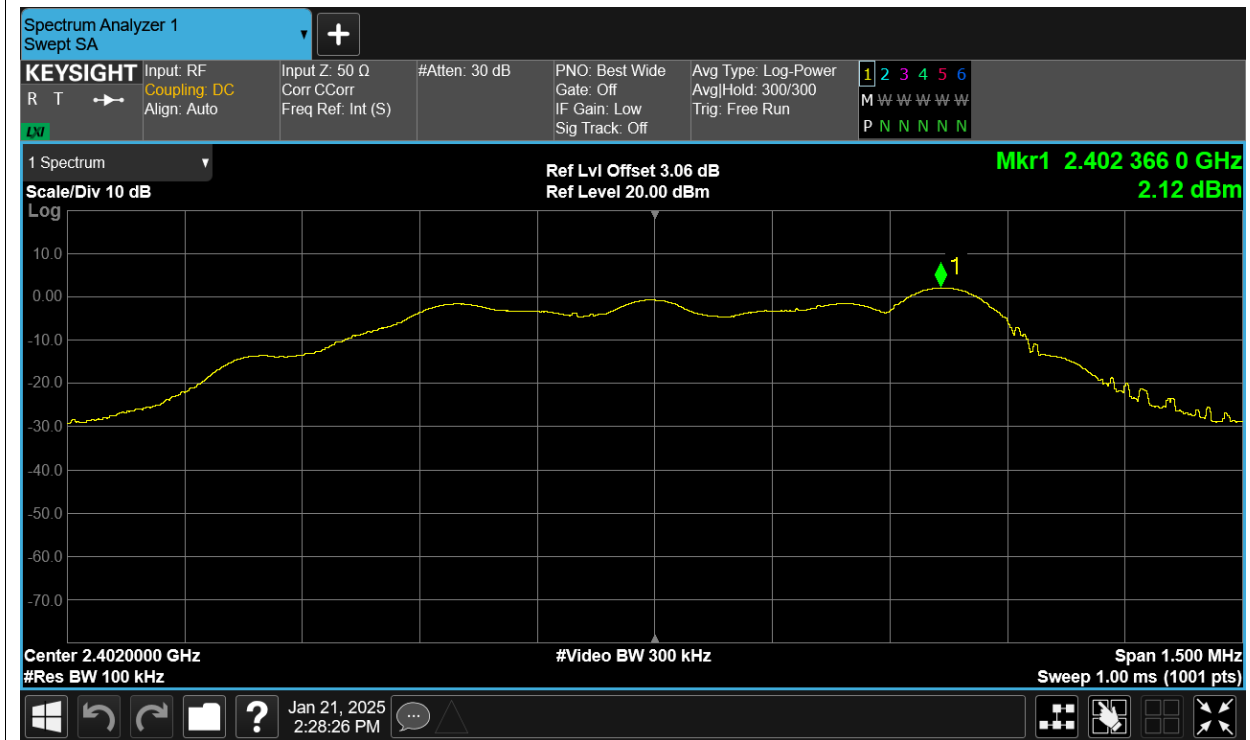 Spectrum Analyzer 1
Swept SA
KEYSIGHT
R T
LXI
Input: RF
Coupling: DC
Align: Auto
Input Z: 50 Ω
Corr CCorr
Freq Ref: Int (S)
#Atten: 30 dB
PNO: Best Wide
Gate: Off
IF Gain: Low
Sig Track: Off
Avg Type: Log-Power
Avg|Hold: 300/300
Trig: Free Run
1 2 3 4 5 6
M W W W W W
P N N N N N
1 Spectrum
Scale/Div 10 dB
Ref Lvl Offset 3.06 dB
Ref Level 20.00 dBm
Mkr1 2.402 366 0 GHz
2.12 dBm
Log
10.0
0.00
-10.0
-20.0
-30.0
-40.0
-50.0
-60.0
-70.0
1
Center 2.4020000 GHz
#Res BW 100 kHz
#Video BW 300 kHz
Span 1.500 MHz
Sweep 1.00 ms (1001 pts)
?
Jan 21, 2025
2:28:26 PM